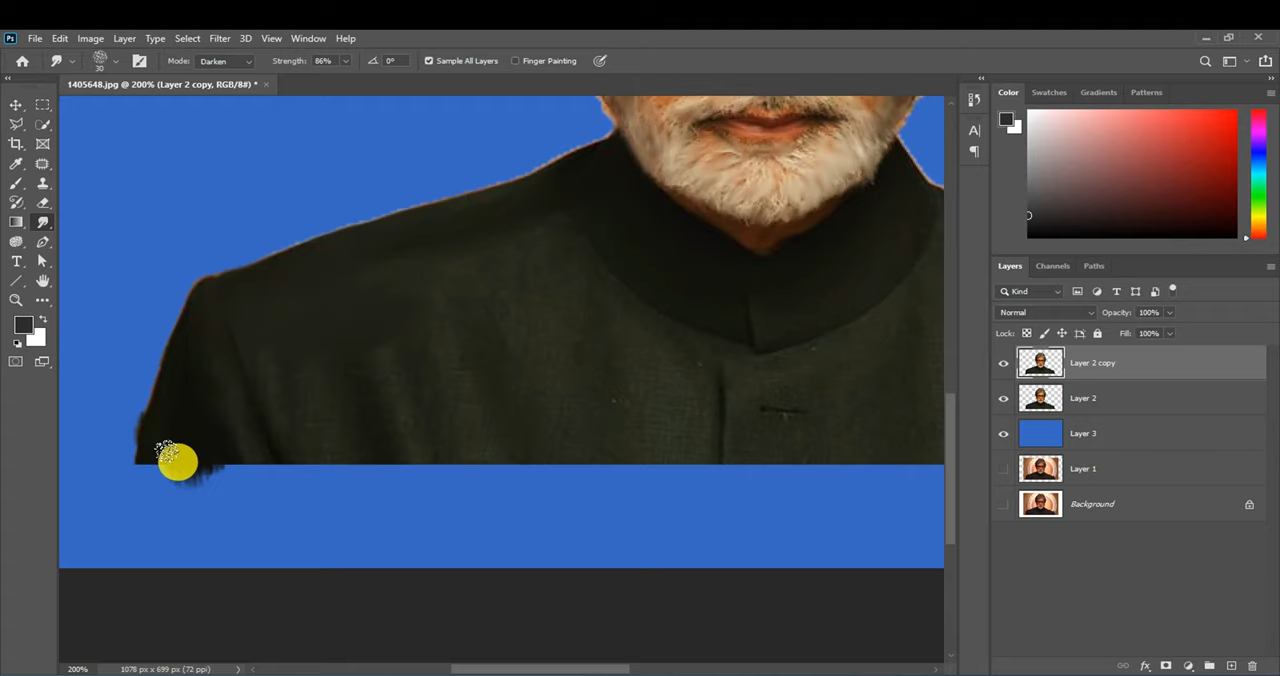 Ps File Edit Image Layer Type Select Filter 3D View Window Help
30 Mode: Darken Strength: 86% 0° Sample All Layers Finger Painting
1405648.jpg @ 200% (Layer 2 copy, RGB/8#) * ×
Color Swatches Gradients Patterns
A|
¶
T
Layers Channels Paths
Kind T
Normal Opacity: 100%
Lock: Fill: 100%
Layer 2 copy
Layer 2
Layer 3
Layer 1
Background
fx
200% 1078 px x 699 px (72 ppi)